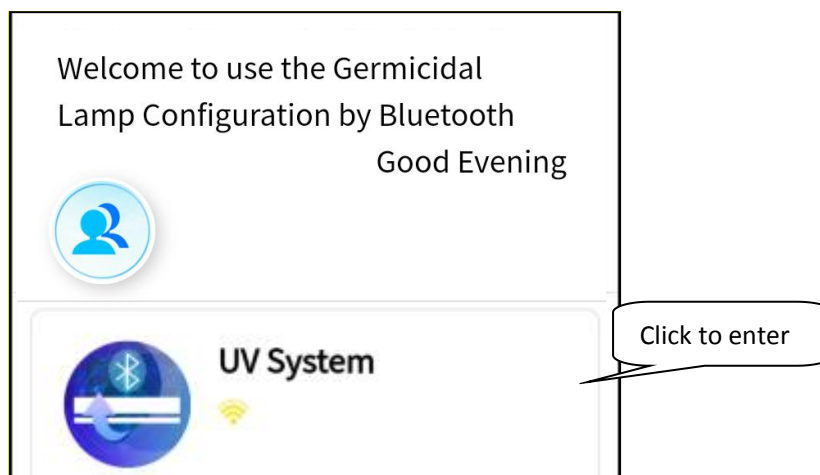 Welcome to use the Germicidal
Lamp Configuration by Bluetooth
Good Evening
UV System
Click to enter